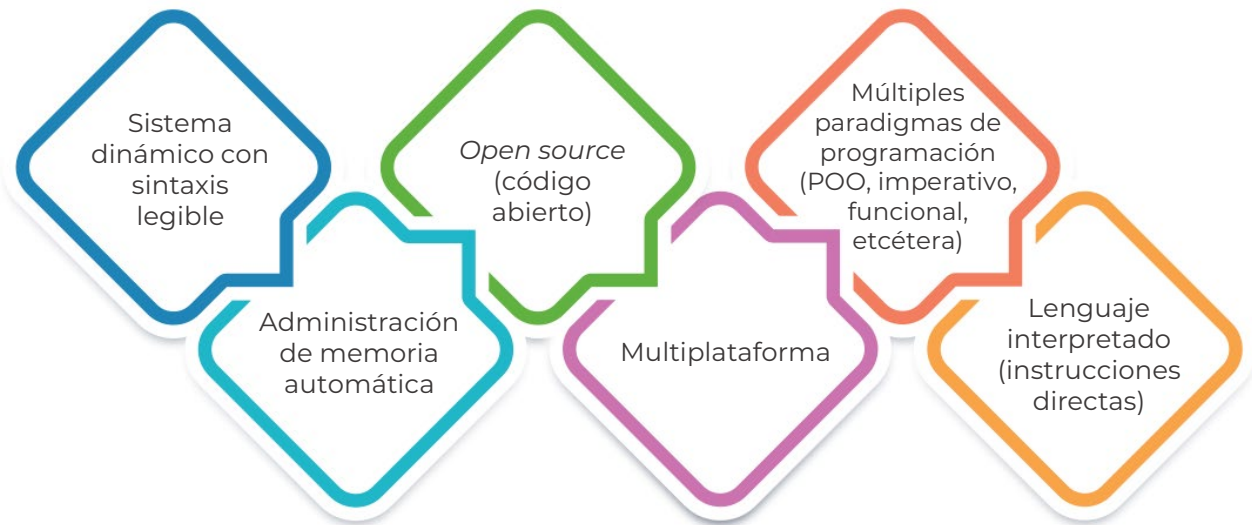 Sistema
dinámico con
sintaxis
legible
Administración
de memoria
automática
Open source
(código
abierto)
Multiplataforma
Múltiples
paradigmas de
programación
(POO, imperativo,
funcional,
etcétera)
Lenguaje
interpretado
(instrucciones
directas)